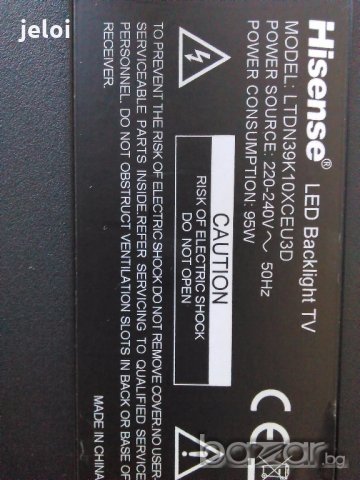 jeloi
Hisense® LED Backlight TV
MODEL: LTDN39K10XCEU3D
POWER SOURCE: 220-240V~ 50Hz
POWER CONSUMPTION: 95W
CAUTION
RISK OF ELECTRIC SHOCK
DO NOT OPEN
TO PREVENT THE RISK OF ELECTRIC SHOCK DO NOT REMOVE COVER.NO USER-
SERVICEABLE PARTS INSIDE.REFER SERVICING TO QUALIFIED SERVICE
PERSONNEL. DO NOT OBSTRUCT VENTILATION SLOTS IN BACK OR BASE OF
RECEIVER.
MADE IN CHINA
CE
bazar.bg